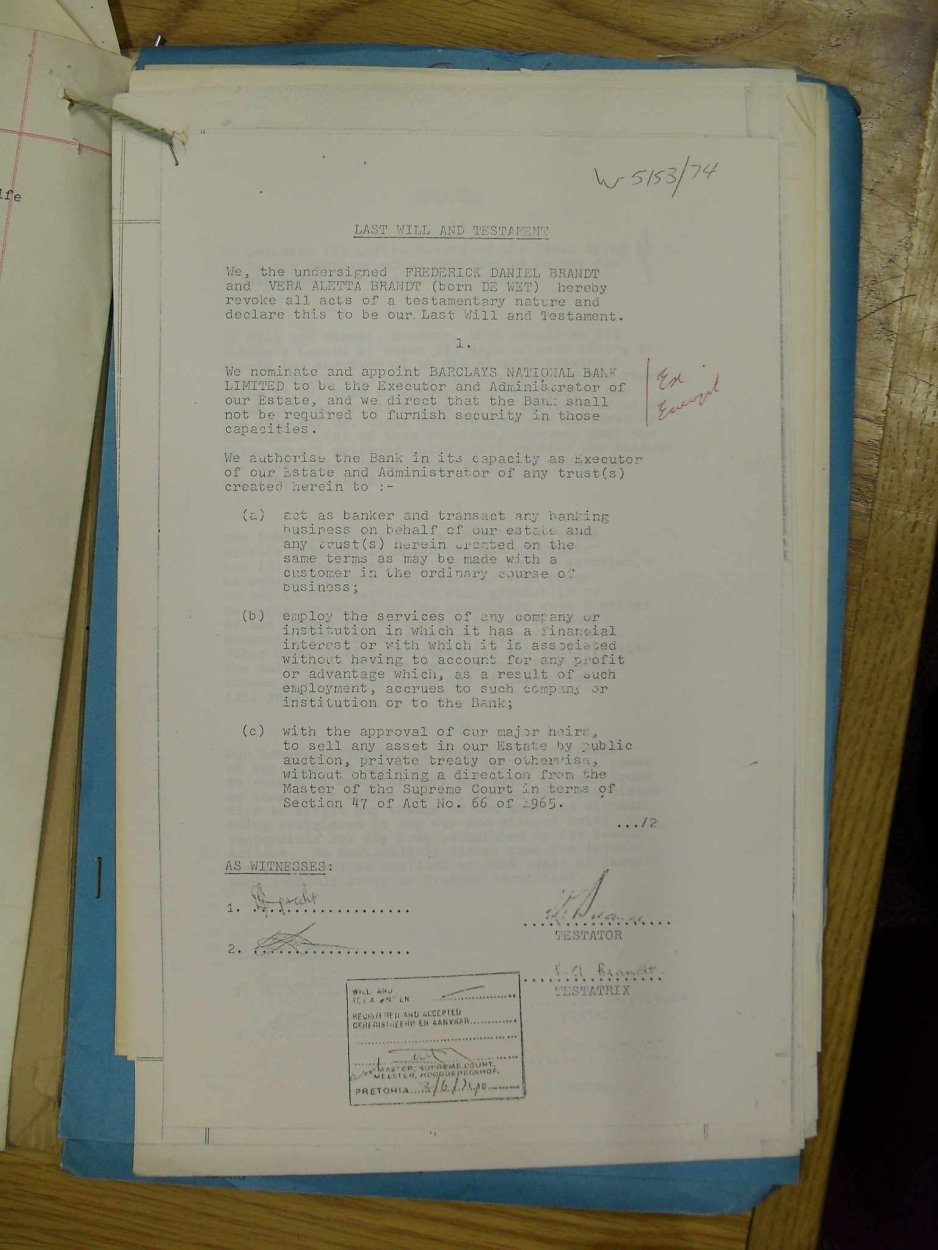 W 5153/74
LAST WILL AND TESTAMENT
We, the undersigned FREDERICK DANIEL BRANDT
and VERA ALETTA BRANDT (born DE WET) hereby
revoke all acts of a testamentary nature and
declare this to be our Last Will and Testament.
1.
We nominate and appoint BARCLAYS NATIONAL BANK
LIMITED to be the Executor and Administrator of
our Estate, and we direct that the Bank shall
not be required to furnish security in those
capacities.
Ex
We authorise the Bank in its capacity as Executor
of our Estate and Administrator of any trust(s)
created herein to :-
(a) act as banker and transact any banking
business on behalf of our estate and
any trust(s) herein created on the
same terms as may be made with a
customer in the ordinary course of
business;
(b) employ the services of any company or
institution in which it has a financial
interest or with which it is associated
without having to account for any profit
or advantage which, as a result of such
employment, accrues to such company or
institution or to the Bank;
(c) with the approval of our major heirs,
to sell any asset in our Estate by public
auction, private treaty or otherwise,
without obtaining a direction from the
Master of the Supreme Court in terms of
Section 47 of Act No. 66 of 1965.
.../2
AS WITNESSES:
1.
2.
TESTATOR
V. A. Brandt.
TESTATRIX
WILL AND
TESTAMENT EN
REGISTERED AND ACCEPTED
GEREGISTREERD EN AANVAAR
MASTER, SUPREME COURT,
MEESTER, HOOGGEREGSHOF,
PRETORIA